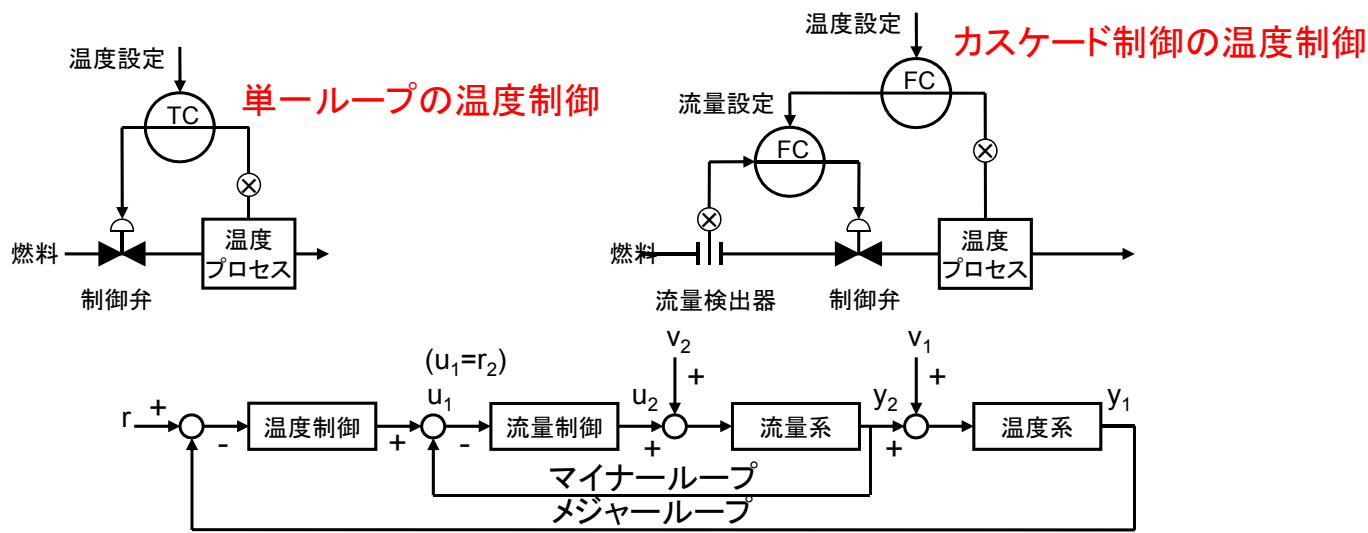 温度設定
TC
単一ループの温度制御
燃料
温度
プロセス
制御弁
温度設定
カスケード制御の温度制御
FC
流量設定
FC
燃料
温度
プロセス
流量検出器
制御弁
r
+
-
温度制御
+
(u₁=r₂)
u₁
-
流量制御
u₂
+
v₂
+
流量系
y₂
+
v₁
+
温度系
y₁
マイナーループ
メジャーループ